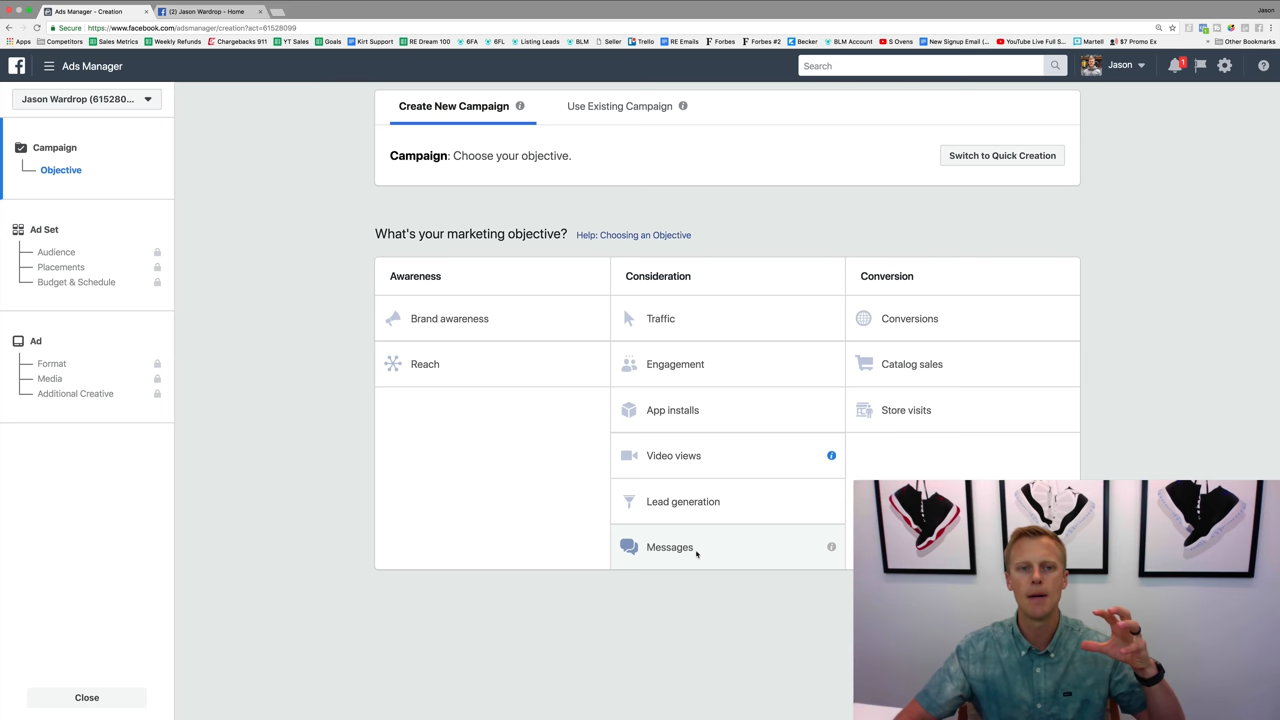 Ads Manager - Creation
(2) Jason Wardrop - Home
Jason
Secure
https://www.facebook.com/adsmanager/creation?act=61528099
Apps
Competitors
Sales Metrics
Weekly Refunds
Chargebacks 911
YT Sales
Goals
Kirt Support
RE Dream 100
6FA
6FL
Listing Leads
BLM
Seller
Trello
RE Emails
Forbes
Forbes #2
Becker
BLM Account
S Ovens
New Signup Email (...
YouTube Live Full S...
Martell
$7 Promo Ex
Other Bookmarks
Ads Manager
Search
Jason
1
Jason Wardrop (615280...
Create New Campaign
Use Existing Campaign
Campaign: Choose your objective.
Switch to Quick Creation
Campaign
Objective
Ad Set
Audience
Placements
Budget & Schedule
Ad
Format
Media
Additional Creative
Close
What's your marketing objective?
Help: Choosing an Objective
Awareness
Consideration
Conversion
Brand awareness
Traffic
Conversions
Reach
Engagement
Catalog sales
App installs
Store visits
Video views
Lead generation
Messages